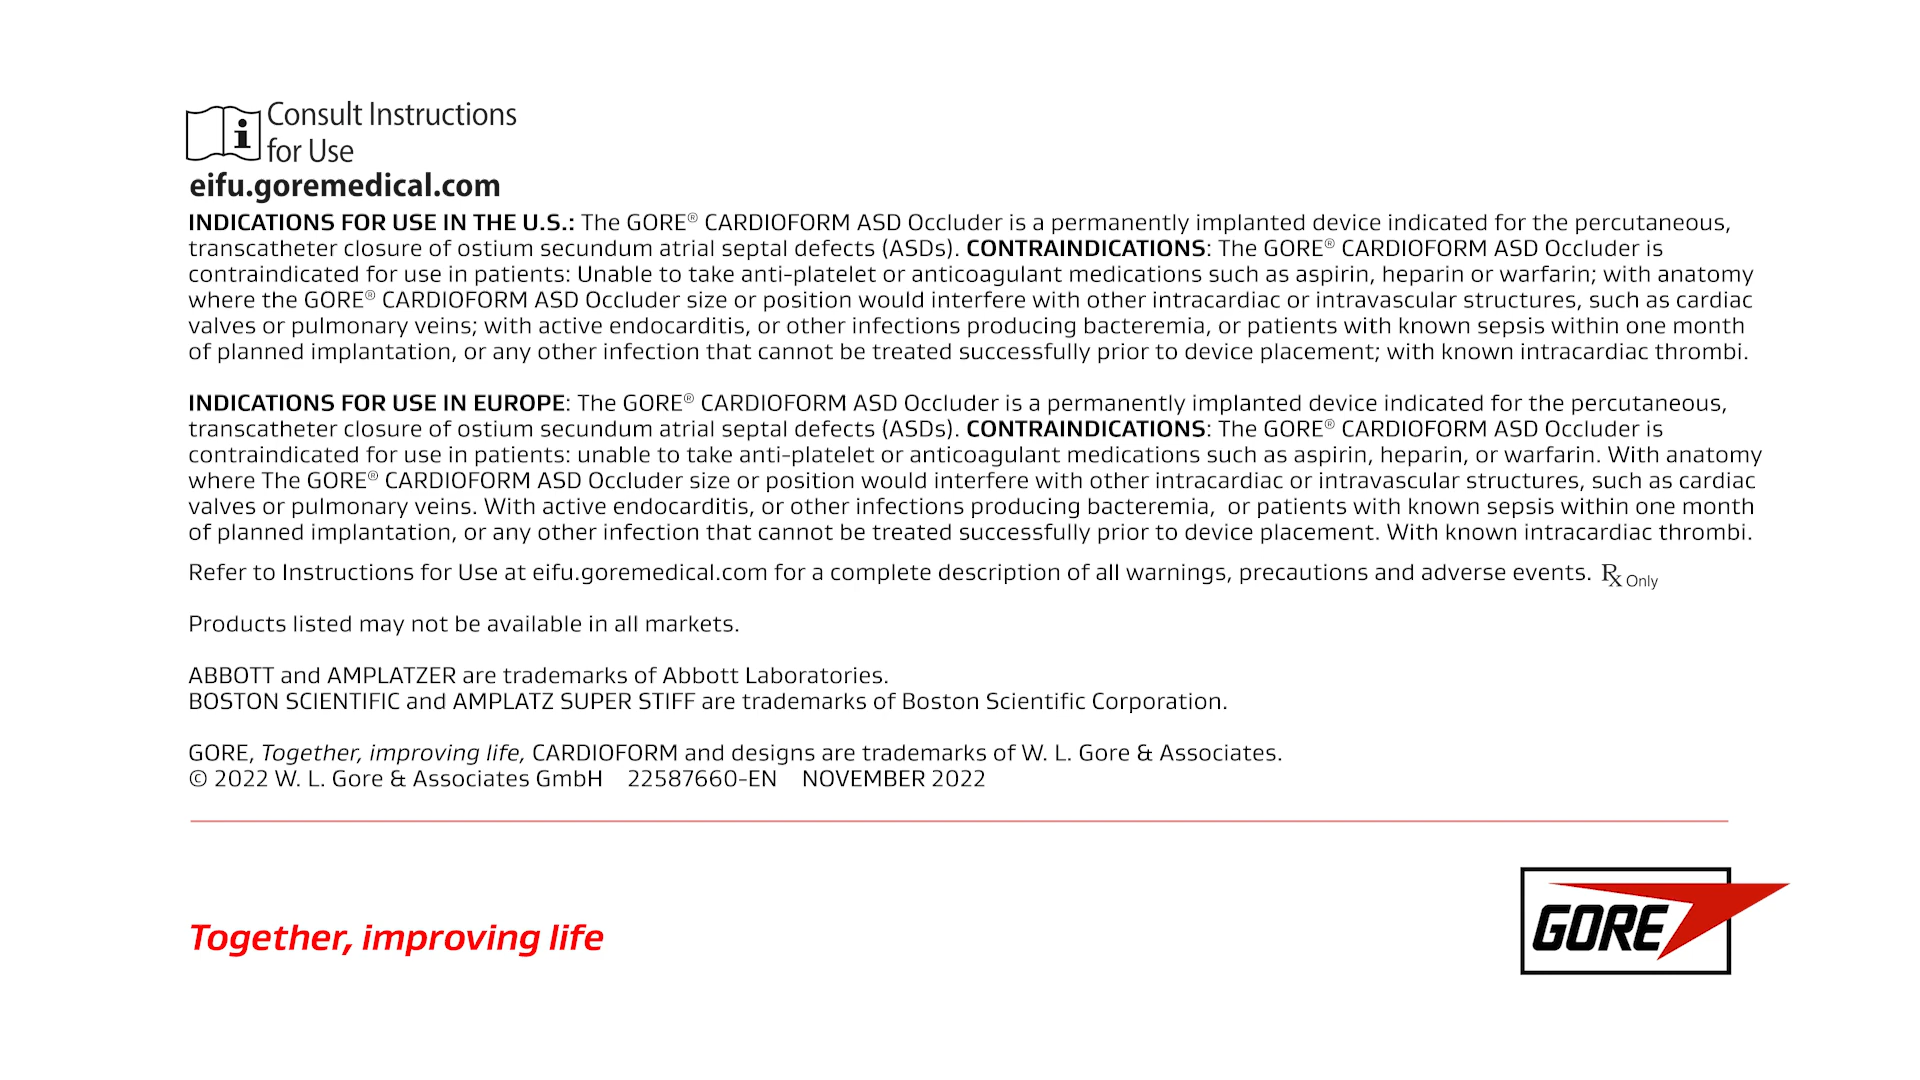 Consult Instructions
for Use
eifu.goremedical.com
INDICATIONS FOR USE IN THE U.S.: The GORE® CARDIOFORM ASD Occluder is a permanently implanted device indicated for the percutaneous,
transcatheter closure of ostium secundum atrial septal defects (ASDs). CONTRAINDICATIONS: The GORE® CARDIOFORM ASD Occluder is
contraindicated for use in patients: Unable to take anti-platelet or anticoagulant medications such as aspirin, heparin or warfarin; with anatomy
where the GORE® CARDIOFORM ASD Occluder size or position would interfere with other intracardiac or intravascular structures, such as cardiac
valves or pulmonary veins; with active endocarditis, or other infections producing bacteremia, or patients with known sepsis within one month
of planned implantation, or any other infection that cannot be treated successfully prior to device placement; with known intracardiac thrombi.
INDICATIONS FOR USE IN EUROPE: The GORE® CARDIOFORM ASD Occluder is a permanently implanted device indicated for the percutaneous,
transcatheter closure of ostium secundum atrial septal defects (ASDs). CONTRAINDICATIONS: The GORE® CARDIOFORM ASD Occluder is
contraindicated for use in patients: unable to take anti-platelet or anticoagulant medications such as aspirin, heparin, or warfarin. With anatomy
where The GORE® CARDIOFORM ASD Occluder size or position would interfere with other intracardiac or intravascular structures, such as cardiac
valves or pulmonary veins. With active endocarditis, or other infections producing bacteremia, or patients with known sepsis within one month
of planned implantation, or any other infection that cannot be treated successfully prior to device placement. With known intracardiac thrombi.
Refer to Instructions for Use at eifu.goremedical.com for a complete description of all warnings, precautions and adverse events. ℞ Only
Products listed may not be available in all markets.
ABBOTT and AMPLATZER are trademarks of Abbott Laboratories.
BOSTON SCIENTIFIC and AMPLATZ SUPER STIFF are trademarks of Boston Scientific Corporation.
GORE, Together, improving life, CARDIOFORM and designs are trademarks of W. L. Gore & Associates.
© 2022 W. L. Gore & Associates GmbH 22587660-EN NOVEMBER 2022
Together, improving life
GORE